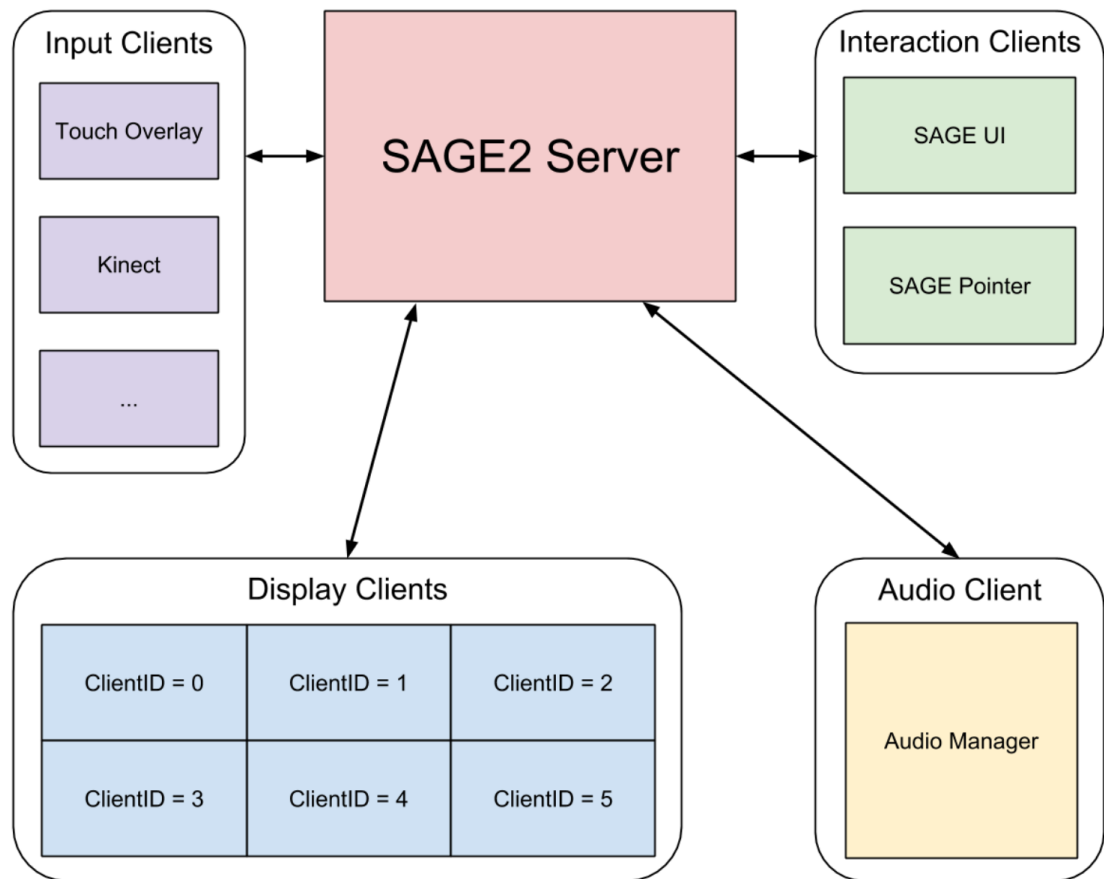 Input Clients
Touch Overlay
Kinect
...
SAGE2 Server
Interaction Clients
SAGE UI
SAGE Pointer
Display Clients
ClientID = 0
ClientID = 1
ClientID = 2
ClientID = 3
ClientID = 4
ClientID = 5
Audio Client
Audio Manager